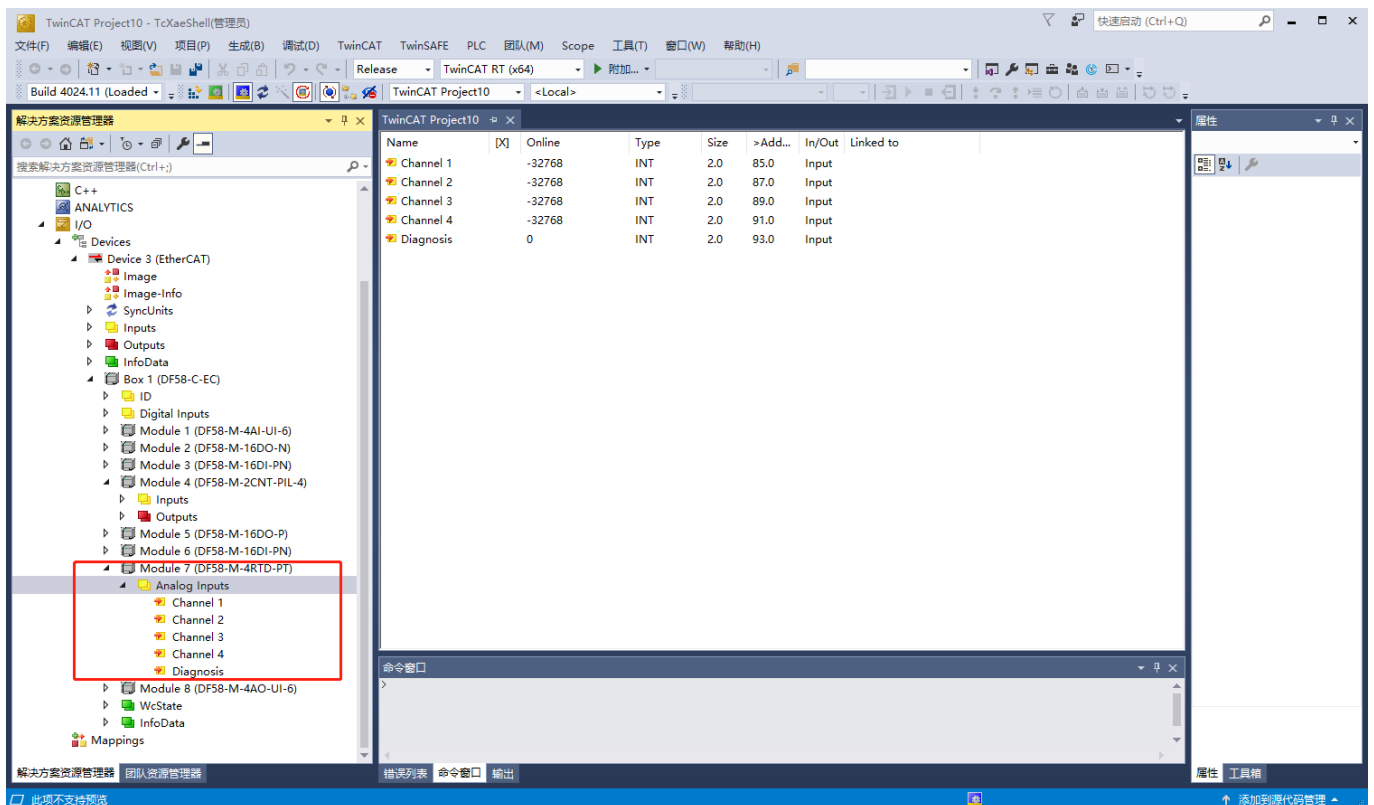 TwinCAT Project10 - TcXaeShell(管理员)
快速启动 (Ctrl+Q)
文件(F) 编辑(E) 视图(V) 项目(P) 生成(B) 调试(D) TwinCAT TwinSAFE PLC 团队(M) Scope 工具(T) 窗口(W) 帮助(H)
Release TwinCAT RT (x64) 附加...
Build 4024.11 (Loaded TwinCAT Project10 <Local>
解决方案资源管理器
搜索解决方案资源管理器(Ctrl+;)
C++
ANALYTICS
I/O
Devices
Device 3 (EtherCAT)
Image
Image-Info
SyncUnits
Inputs
Outputs
InfoData
Box 1 (DF58-C-EC)
ID
Digital Inputs
Module 1 (DF58-M-4AI-UI-6)
Module 2 (DF58-M-16DO-N)
Module 3 (DF58-M-16DI-PN)
Module 4 (DF58-M-2CNT-PIL-4)
Inputs
Outputs
Module 5 (DF58-M-16DO-P)
Module 6 (DF58-M-16DI-PN)
Module 7 (DF58-M-4RTD-PT)
Analog Inputs
Channel 1
Channel 2
Channel 3
Channel 4
Diagnosis
Module 8 (DF58-M-4AO-UI-6)
WcState
InfoData
Mappings
解决方案资源管理器 团队资源管理器
TwinCAT Project10
Name [X] Online Type Size >Add... In/Out Linked to
Channel 1 -32768 INT 2.0 85.0 Input
Channel 2 -32768 INT 2.0 87.0 Input
Channel 3 -32768 INT 2.0 89.0 Input
Channel 4 -32768 INT 2.0 91.0 Input
Diagnosis 0 INT 2.0 93.0 Input
命令窗口
>
错误列表 命令窗口 输出
属性
属性 工具箱
此项不支持预览
添加到源代码管理